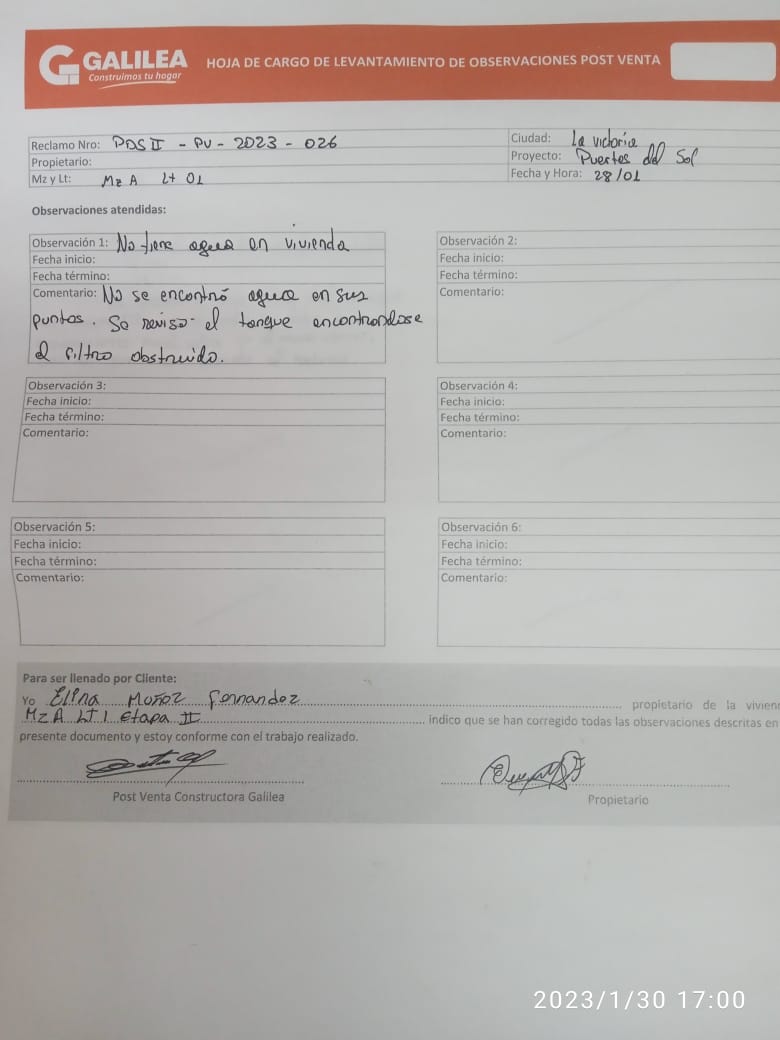 GALILEA
Construimos tu hogar
HOJA DE CARGO DE LEVANTAMIENTO DE OBSERVACIONES POST VENTA
Reclamo Nro: PDS II - PV - 2023 - 026
Propietario:
Mz y Lt: Mz A Lt 01
Ciudad: La victoria
Proyecto: Puertas del Sol
Fecha y Hora: 28/01
Observaciones atendidas:
Observación 1: No tiene agua en vivienda
Fecha inicio:
Fecha término:
Comentario: No se encontró agua en sus
puntos. Se reviso el tanque encontrandose
el filtro obstruido.
Observación 2:
Fecha inicio:
Fecha término:
Comentario:
Observación 3:
Fecha inicio:
Fecha término:
Comentario:
Observación 4:
Fecha inicio:
Fecha término:
Comentario:
Observación 5:
Fecha inicio:
Fecha término:
Comentario:
Observación 6:
Fecha inicio:
Fecha término:
Comentario:
Para ser llenado por Cliente:
Yo Elina Muñoz Fernandez propietario de la vivien
Mz A LT 1 Etapa II indico que se han corregido todas las observaciones descritas en
presente documento y estoy conforme con el trabajo realizado.
Post Venta Constructora Galilea
Propietario
2023/1/30 17:00